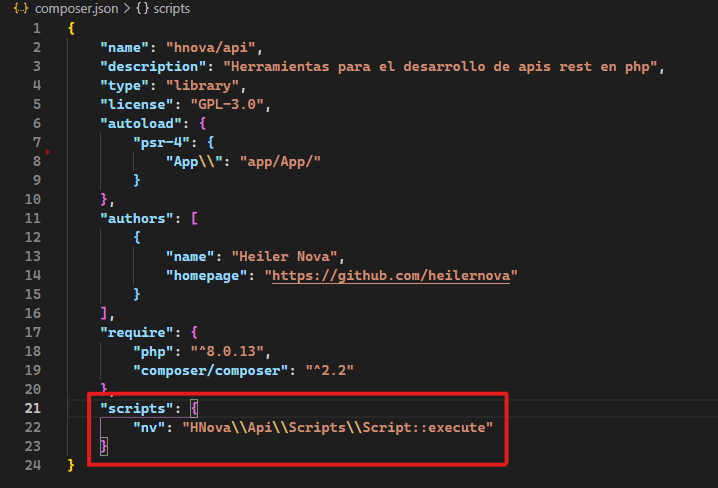 {..} composer.json > { } scripts
1 {
2 "name": "hnova/api",
3 "description": "Herramientas para el desarrollo de apis rest en php",
4 "type": "library",
5 "license": "GPL-3.0",
6 "autoload": {
7 "psr-4": {
8 "App\\": "app/App/"
9 }
10 },
11 "authors": [
12 {
13 "name": "Heiler Nova",
14 "homepage": "https://github.com/heilernova"
15 }
16 ],
17 "require": {
18 "php": "^8.0.13",
19 "composer/composer": "^2.2"
20 },
21 "scripts": {
22 "nv": "HNova\\Api\\Scripts\\Script::execute"
23 }
24 }